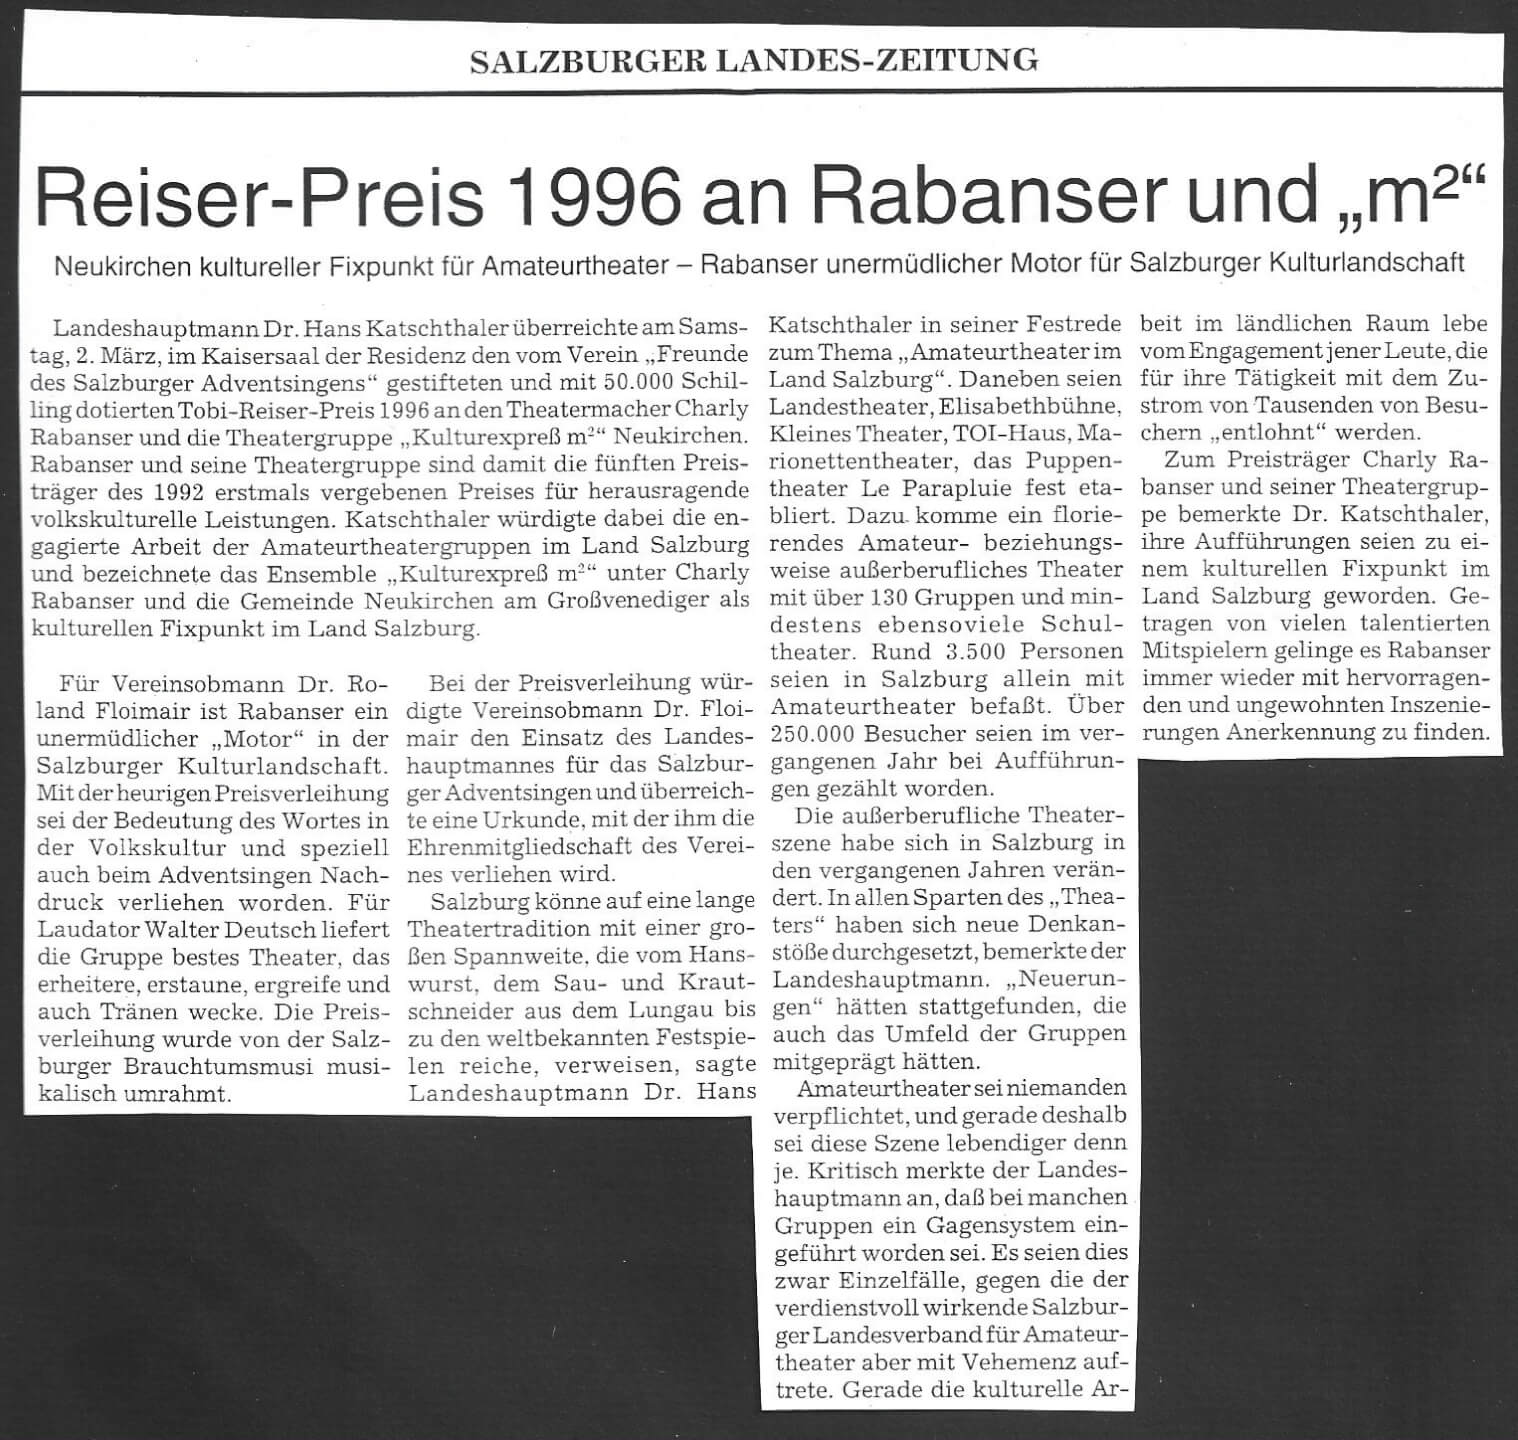 SALZBURGER LANDES-ZEITUNG
Reiser-Preis 1996 an Rabanser und „m²“
Neukirchen kultureller Fixpunkt für Amateurtheater – Rabanser unermüdlicher Motor für Salzburger Kulturlandschaft
Landeshauptmann Dr. Hans Katschthaler überreichte am Sams-
tag, 2. März, im Kaisersaal der Residenz den vom Verein „Freunde
des Salzburger Adventsingens“ gestifteten und mit 50.000 Schil-
ling dotierten Tobi-Reiser-Preis 1996 an den Theatermacher Charly
Rabanser und die Theatergruppe „Kulturexpreß m²“ Neukirchen.
Rabanser und seine Theatergruppe sind damit die fünften Preis-
träger des 1992 erstmals vergebenen Preises für herausragende
volkskulturelle Leistungen. Katschthaler würdigte dabei die en-
gagierte Arbeit der Amateurtheatergruppen im Land Salzburg
und bezeichnete das Ensemble „Kulturexpreß m²“ unter Charly
Rabanser und die Gemeinde Neukirchen am Großvenediger als
kulturellen Fixpunkt im Land Salzburg.
Für Vereinsobmann Dr. Ro-
land Floimair ist Rabanser ein
unermüdlicher „Motor“ in der
Salzburger Kulturlandschaft.
Mit der heurigen Preisverleihung
sei der Bedeutung des Wortes in
der Volkskultur und speziell
auch beim Adventsingen Nach-
druck verliehen worden. Für
Laudator Walter Deutsch liefert
die Gruppe bestes Theater, das
erheitere, erstaune, ergreife und
auch Tränen wecke. Die Preis-
verleihung wurde von der Salz-
burger Brauchtumsmusi musi-
kalisch umrahmt.
Bei der Preisverleihung wür-
digte Vereinsobmann Dr. Floi-
mair den Einsatz des Landes-
hauptmannes für das Salzbur-
ger Adventsingen und überreich-
te eine Urkunde, mit der ihm die
Ehrenmitgliedschaft des Verei-
nes verliehen wird.
Salzburg könne auf eine lange
Theatertradition mit einer gro-
ßen Spannweite, die vom Hans-
wurst, dem Sau- und Kraut-
schneider aus dem Lungau bis
zu den weltbekannten Festspie-
len reiche, verweisen, sagte
Landeshauptmann Dr. Hans
Katschthaler in seiner Festrede
zum Thema „Amateurtheater im
Land Salzburg“. Daneben seien
Landestheater, Elisabethbühne,
Kleines Theater, TOI-Haus, Ma-
rionettentheater, das Puppen-
theater Le Parapluie fest eta-
bliert. Dazu komme ein florie-
rendes Amateur- beziehungs-
weise außerberufliches Theater
mit über 130 Gruppen und min-
destens ebensoviele Schul-
theater. Rund 3.500 Personen
seien in Salzburg allein mit
Amateurtheater befaßt. Über
250.000 Besucher seien im ver-
gangenen Jahr bei Aufführun-
gen gezählt worden.
Die außerberufliche Theater-
szene habe sich in Salzburg in
den vergangenen Jahren verän-
dert. In allen Sparten des „Thea-
ters“ haben sich neue Denkan-
stöße durchgesetzt, bemerkte der
Landeshauptmann. „Neuerun-
gen“ hätten stattgefunden, die
auch das Umfeld der Gruppen
mitgeprägt hätten.
Amateurtheater sei niemanden
verpflichtet, und gerade deshalb
sei diese Szene lebendiger denn
je. Kritisch merkte der Landes-
hauptmann an, daß bei manchen
Gruppen ein Gagensystem ein-
geführt worden sei. Es seien dies
zwar Einzelfälle, gegen die der
verdienstvoll wirkende Salzbur-
ger Landesverband für Amateur-
theater aber mit Vehemenz auf-
trete. Gerade die kulturelle Ar-
beit im ländlichen Raum lebe
vom Engagement jener Leute, die
für ihre Tätigkeit mit dem Zu-
strom von Tausenden von Besu-
chern „entlohnt“ werden.
Zum Preisträger Charly Ra-
banser und seiner Theatergrup-
pe bemerkte Dr. Katschthaler,
ihre Aufführungen seien zu ei-
nem kulturellen Fixpunkt im
Land Salzburg geworden. Ge-
tragen von vielen talentierten
Mitspielern gelinge es Rabanser
immer wieder mit hervorragen-
den und ungewohnten Inszenie-
rungen Anerkennung zu finden.